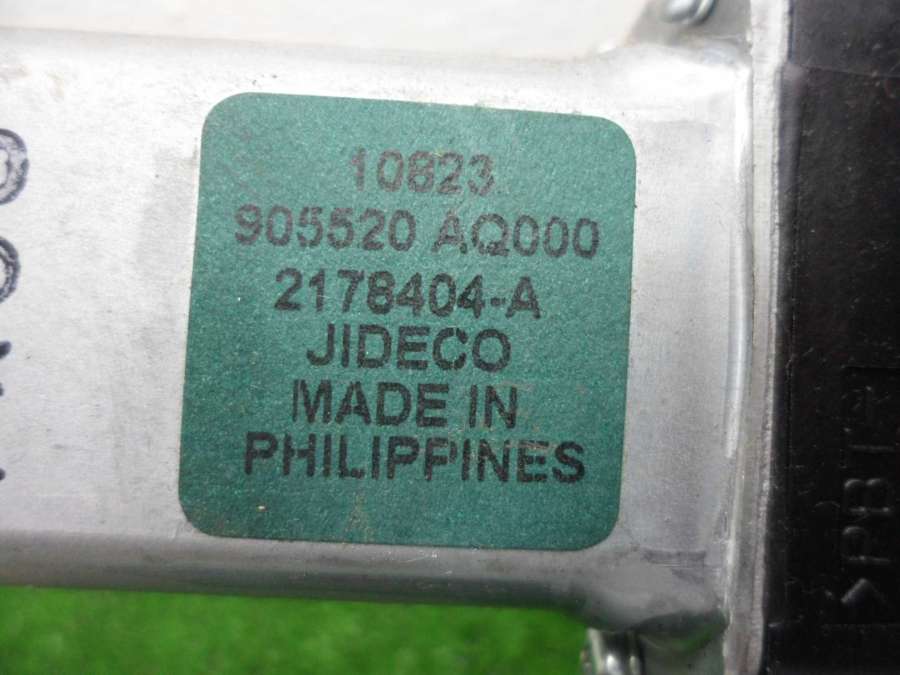 10823
905520 AQ000
2178404-A
JIDECO
MADE IN
PHILIPPINES